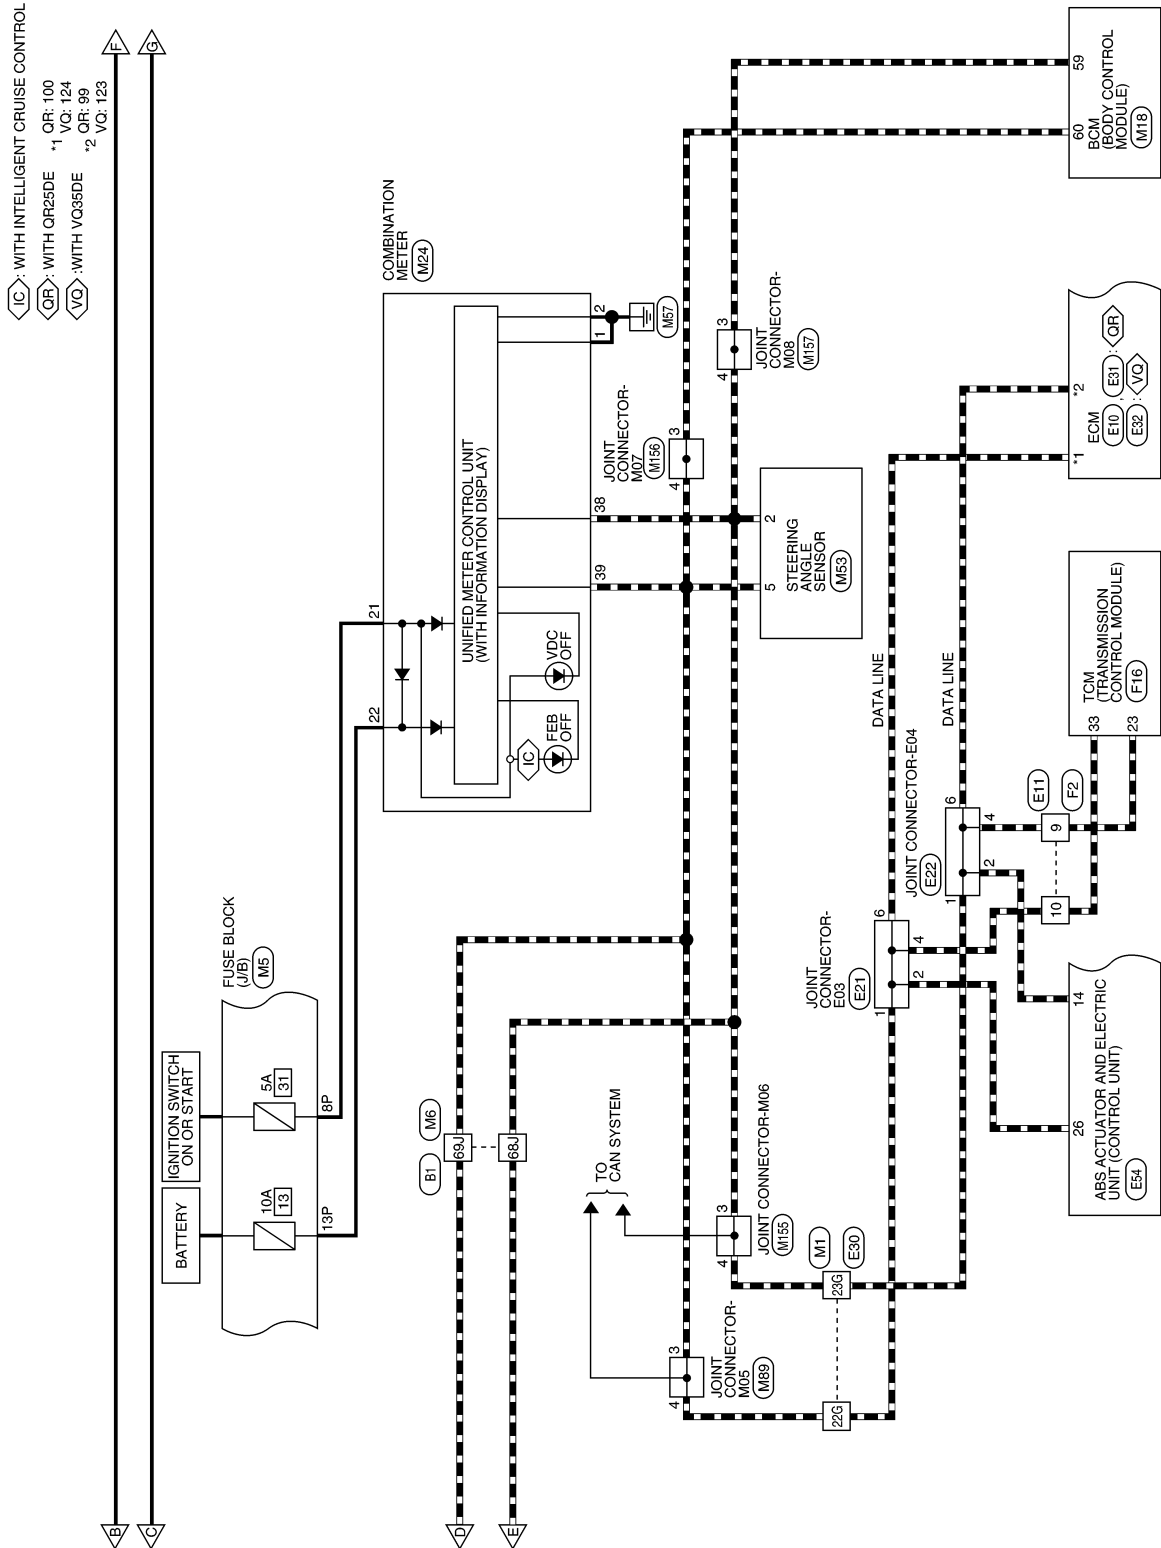 IC : WITH INTELLIGENT CRUISE CONTROL
QR : WITH QR25DE
VQ :WITH VQ35DE
*1 QR: 100
VQ: 124
*2 QR: 99
VQ: 123
B
F
C
G
BATTERY
IGNITION SWITCH
ON OR START
10A
13
5A
31
FUSE BLOCK
(J/B)
M5
13P
8P
22
21
COMBINATION
METER
M24
UNIFIED METER CONTROL UNIT
(WITH INFORMATION DISPLAY)
IC
FEB
OFF
VDC
OFF
39
38
1
2
M57
D
E
B1
M6
69J
68J
TO
CAN SYSTEM
4
3
JOINT
CONNECTOR-
M05
M89
4
3
JOINT CONNECTOR-M06
M155
JOINT
CONNECTOR-
M07
M156
4
3
4
3
JOINT
CONNECTOR-
M08
M157
5
2
STEERING
ANGLE
SENSOR
M53
22G
23G
M1
E30
JOINT
CONNECTOR-
E03
E21
1
2
4
6
JOINT CONNECTOR-E04
E22
1
2
4
6
DATA LINE
DATA LINE
10
9
E11
F2
26
14
ABS ACTUATOR AND ELECTRIC
UNIT (CONTROL UNIT)
E54
33
23
TCM
(TRANSMISSION
CONTROL MODULE)
F16
*1
*2
ECM
E10 , E31 : QR
E32 : VQ
60
59
BCM
(BODY CONTROL
MODULE)
M18